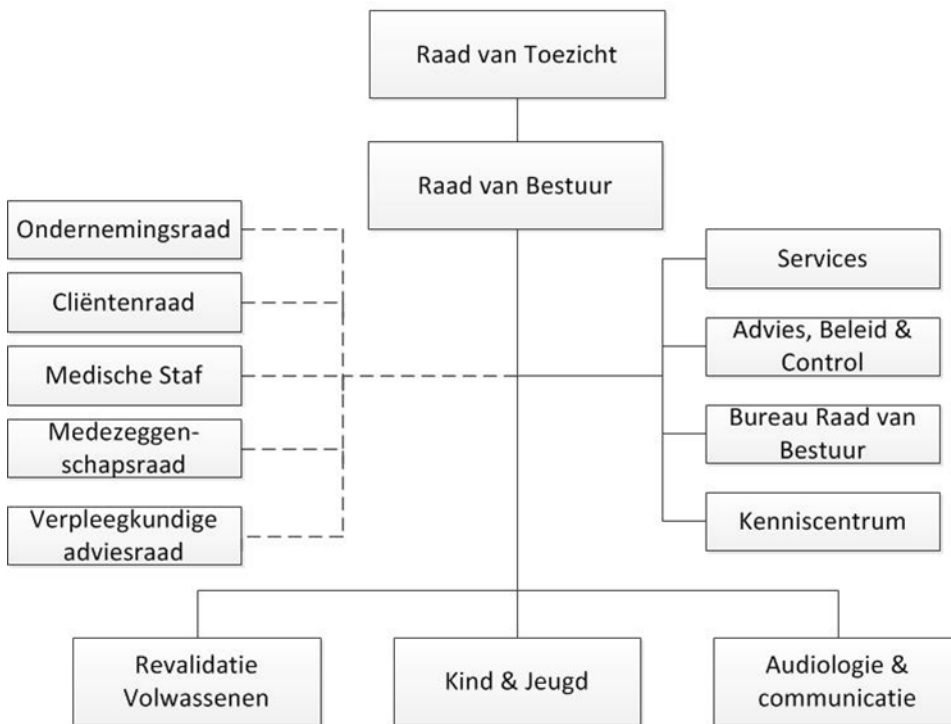 Raad van Toezicht
Raad van Bestuur
Ondernemingsraad
Cliëntenraad
Medische Staf
Medezeggen-
schapsraad
Verpleegkundige
adviesraad
Services
Advies, Beleid &
Control
Bureau Raad van
Bestuur
Kenniscentrum
Revalidatie
Volwassenen
Kind & Jeugd
Audiologie &
communicatie